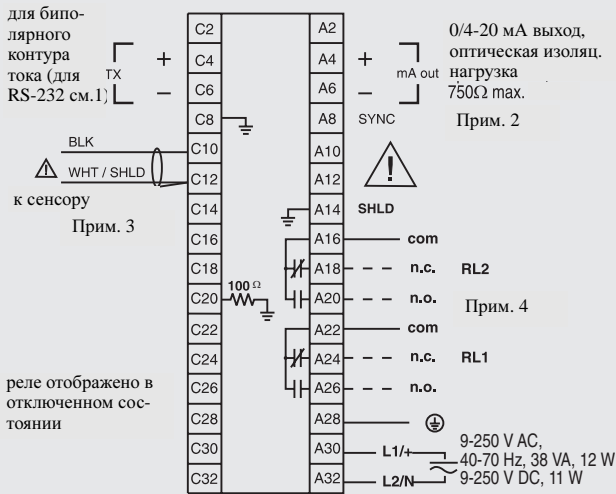 для бипо-
лярного
контура
тока (для
RS-232 см.1)
TX
+
−
C2
C4
C6
C8
C10
C12
C14
C16
C18
C20
C22
C24
C26
C28
C30
C32
BLK
WHT / SHLD
к сенсору
Прим. 3
100 Ω
реле отображено в
отключенном сос-
тоянии
A2
A4
A6
A8
A10
A12
A14
A16
A18
A20
A22
A24
A26
A28
A30
A32
+
−
mA out
0/4-20 мА выход,
оптическая изоляц.
нагрузка
750Ω max.
SYNC
Прим. 2
!
SHLD
com
n.c. RL2
n.o.
Прим. 4
com
n.c. RL1
n.o.
L1/+
L2/N
9-250 V AC,
40-70 Hz, 38 VA, 12 W
9-250 V DC, 11 W